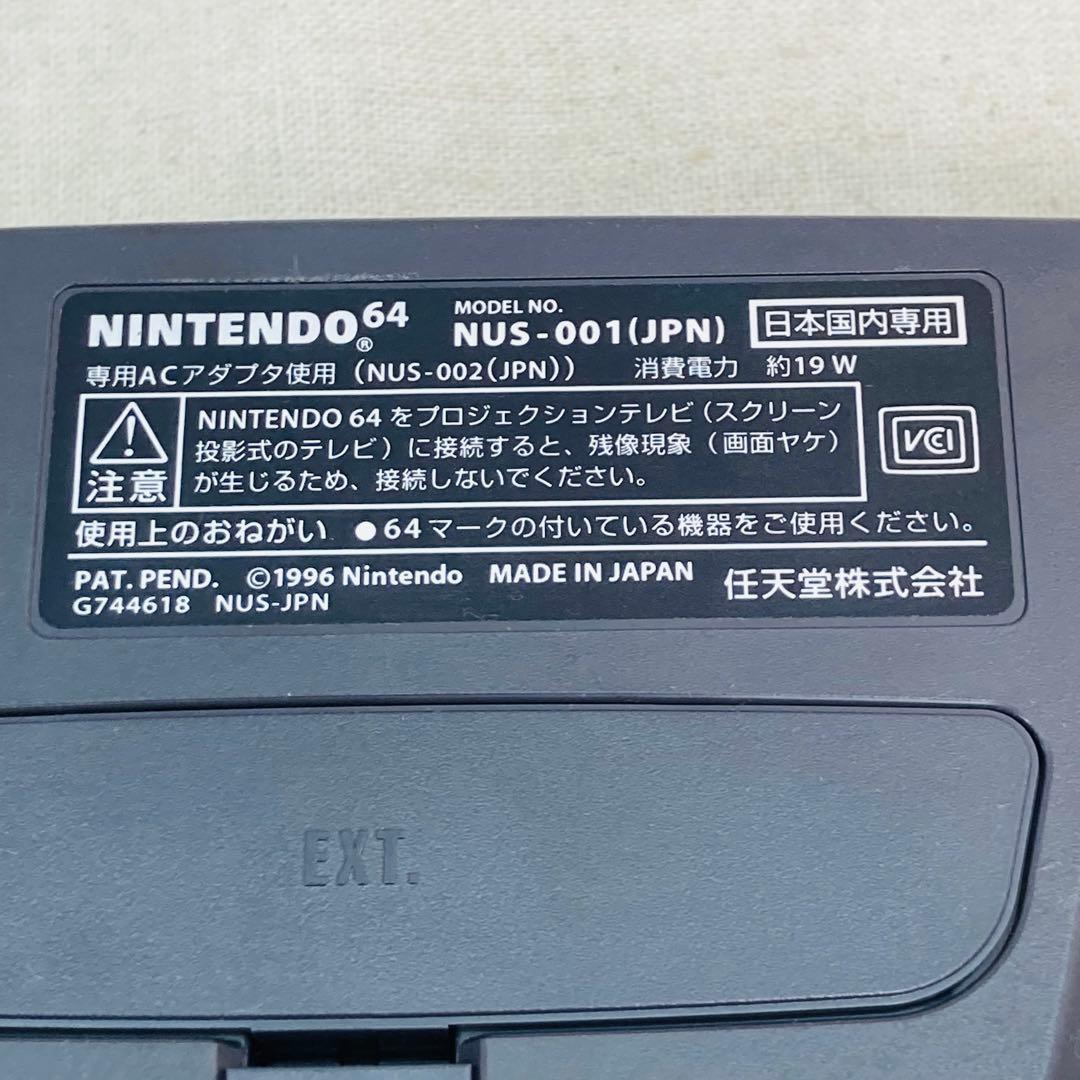 NINTENDO64® MODEL NO. NUS-001(JPN) 日本国内専用
専用ACアダプタ使用 (NUS-002(JPN)) 消費電力 約19W
注意
NINTENDO 64 をプロジェクションテレビ(スクリーン
投影式のテレビ)に接続すると、残像現象(画面ヤケ)
が生じるため、接続しないでください。
VCI
使用上のおねがい ●64マークの付いている機器をご使用ください。
PAT. PEND. ©1996 Nintendo MADE IN JAPAN 任天堂株式会社
G744618 NUS-JPN
EXT.